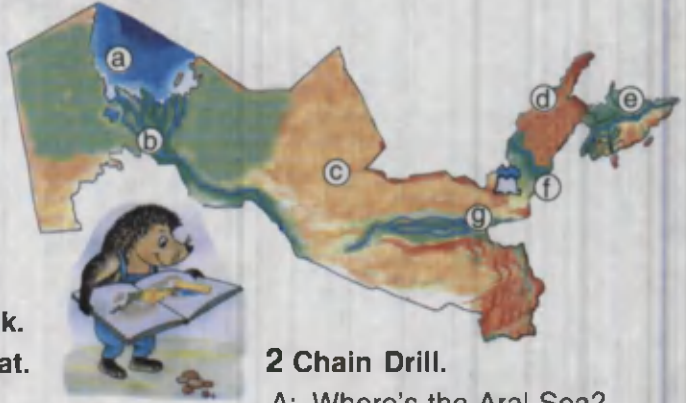 a
b
c
d
e
f
g
k.
at.
2 Chain Drill.
A: Where's the Aral Sea?